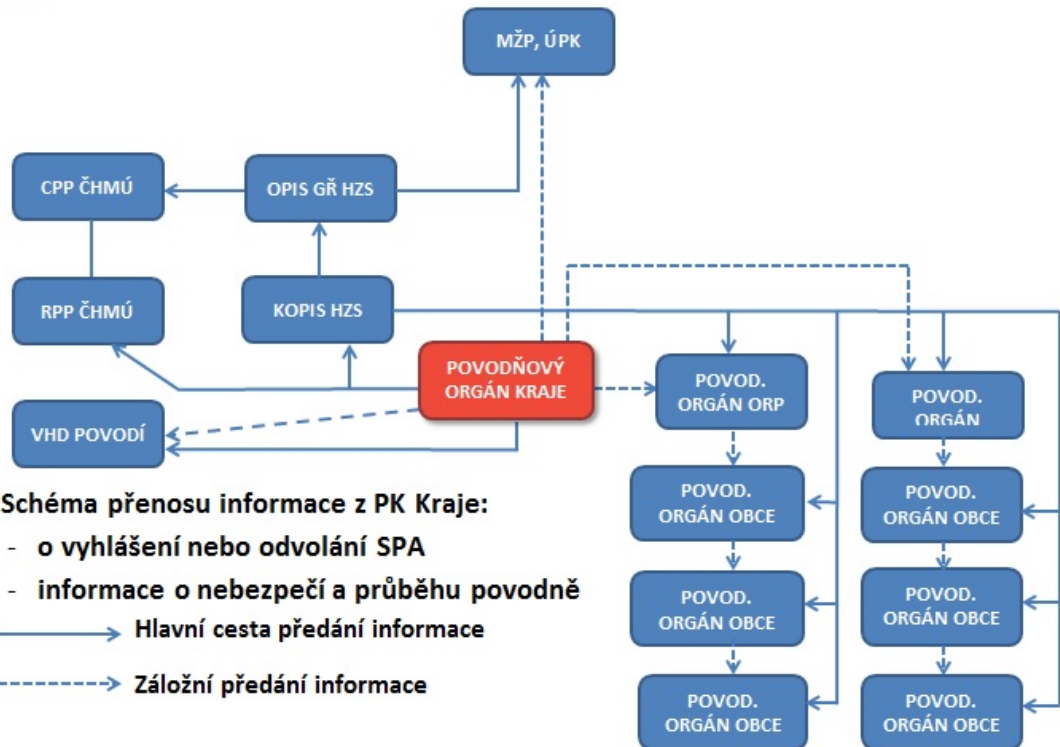 MŽP, ÚPK
CPP ČHMÚ
OPIS GŘ HZS
RPP ČHMÚ
KOPIS HZS
POVODŇOVÝ
ORGÁN KRAJE
POVOD.
ORGÁN ORP
POVOD.
ORGÁN
VHD POVODÍ
POVOD.
ORGÁN OBCE
POVOD.
ORGÁN OBCE
POVOD.
ORGÁN OBCE
POVOD.
ORGÁN OBCE
POVOD.
ORGÁN OBCE
POVOD.
ORGÁN OBCE
Schéma přenosu informace z PK Kraje:
- o vyhlášení nebo odvolání SPA
- informace o nebezpečí a průběhu povodně
Hlavní cesta předání informace
Záložní předání informace